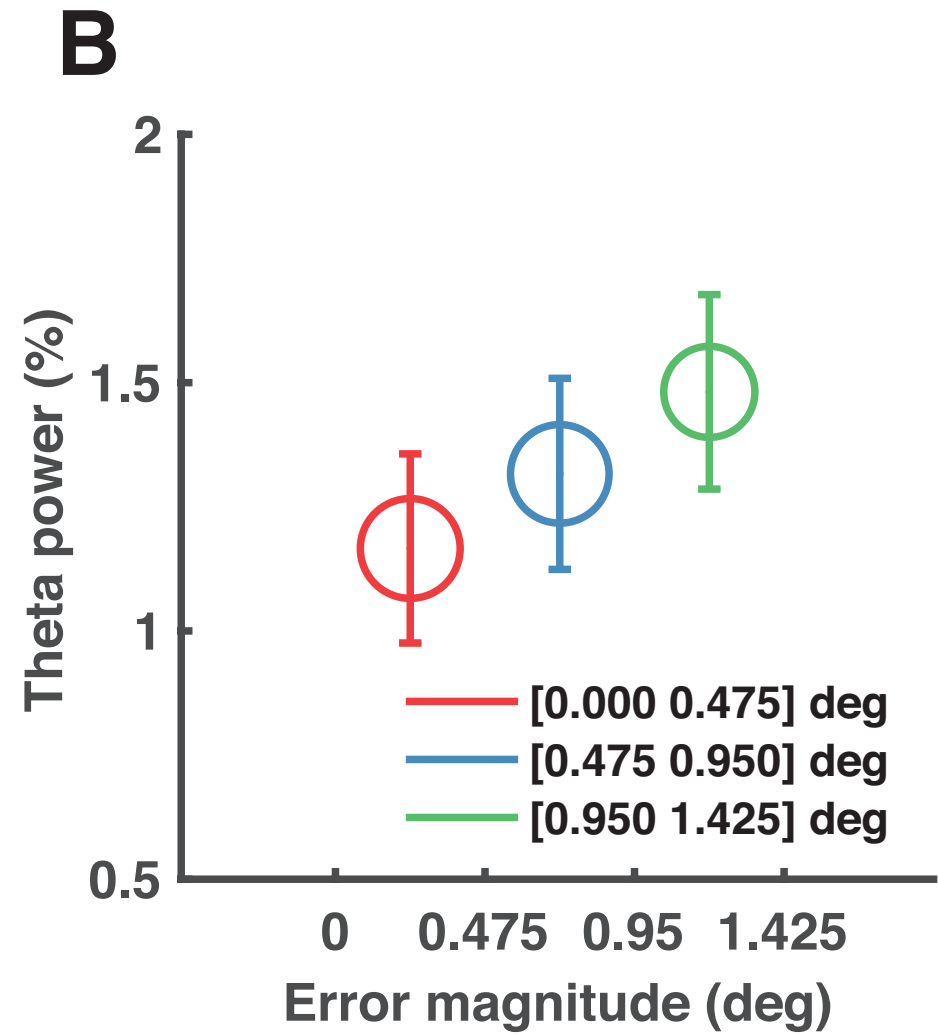 B
2
1.5
1
0.5
Theta power (%)
[0.000 0.475] deg
[0.475 0.950] deg
[0.950 1.425] deg
0 0.475 0.95 1.425
Error magnitude (deg)